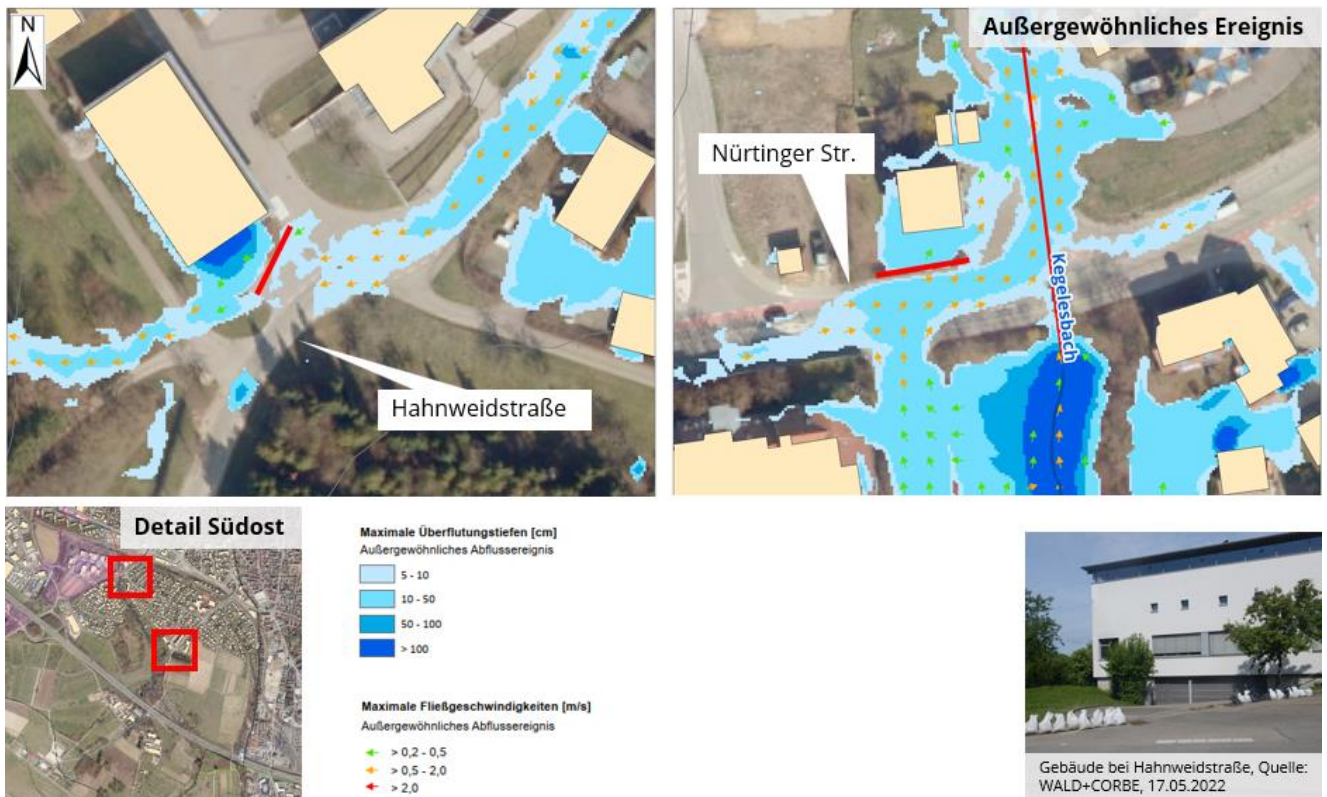 N
Hahnweidstraße
Außergewöhnliches Ereignis
Nürtinger Str.
Kegelesbach
Detail Südost
Maximale Überflutungstiefen [cm]
Außergewöhnliches Abflussereignis
5 - 10
10 - 50
50 - 100
> 100
Maximale Fließgeschwindigkeiten [m/s]
Außergewöhnliches Abflussereignis
> 0,2 - 0,5
> 0,5 - 2,0
> 2,0
Gebäude bei Hahnweidstraße, Quelle:
WALD+CORBE, 17.05.2022